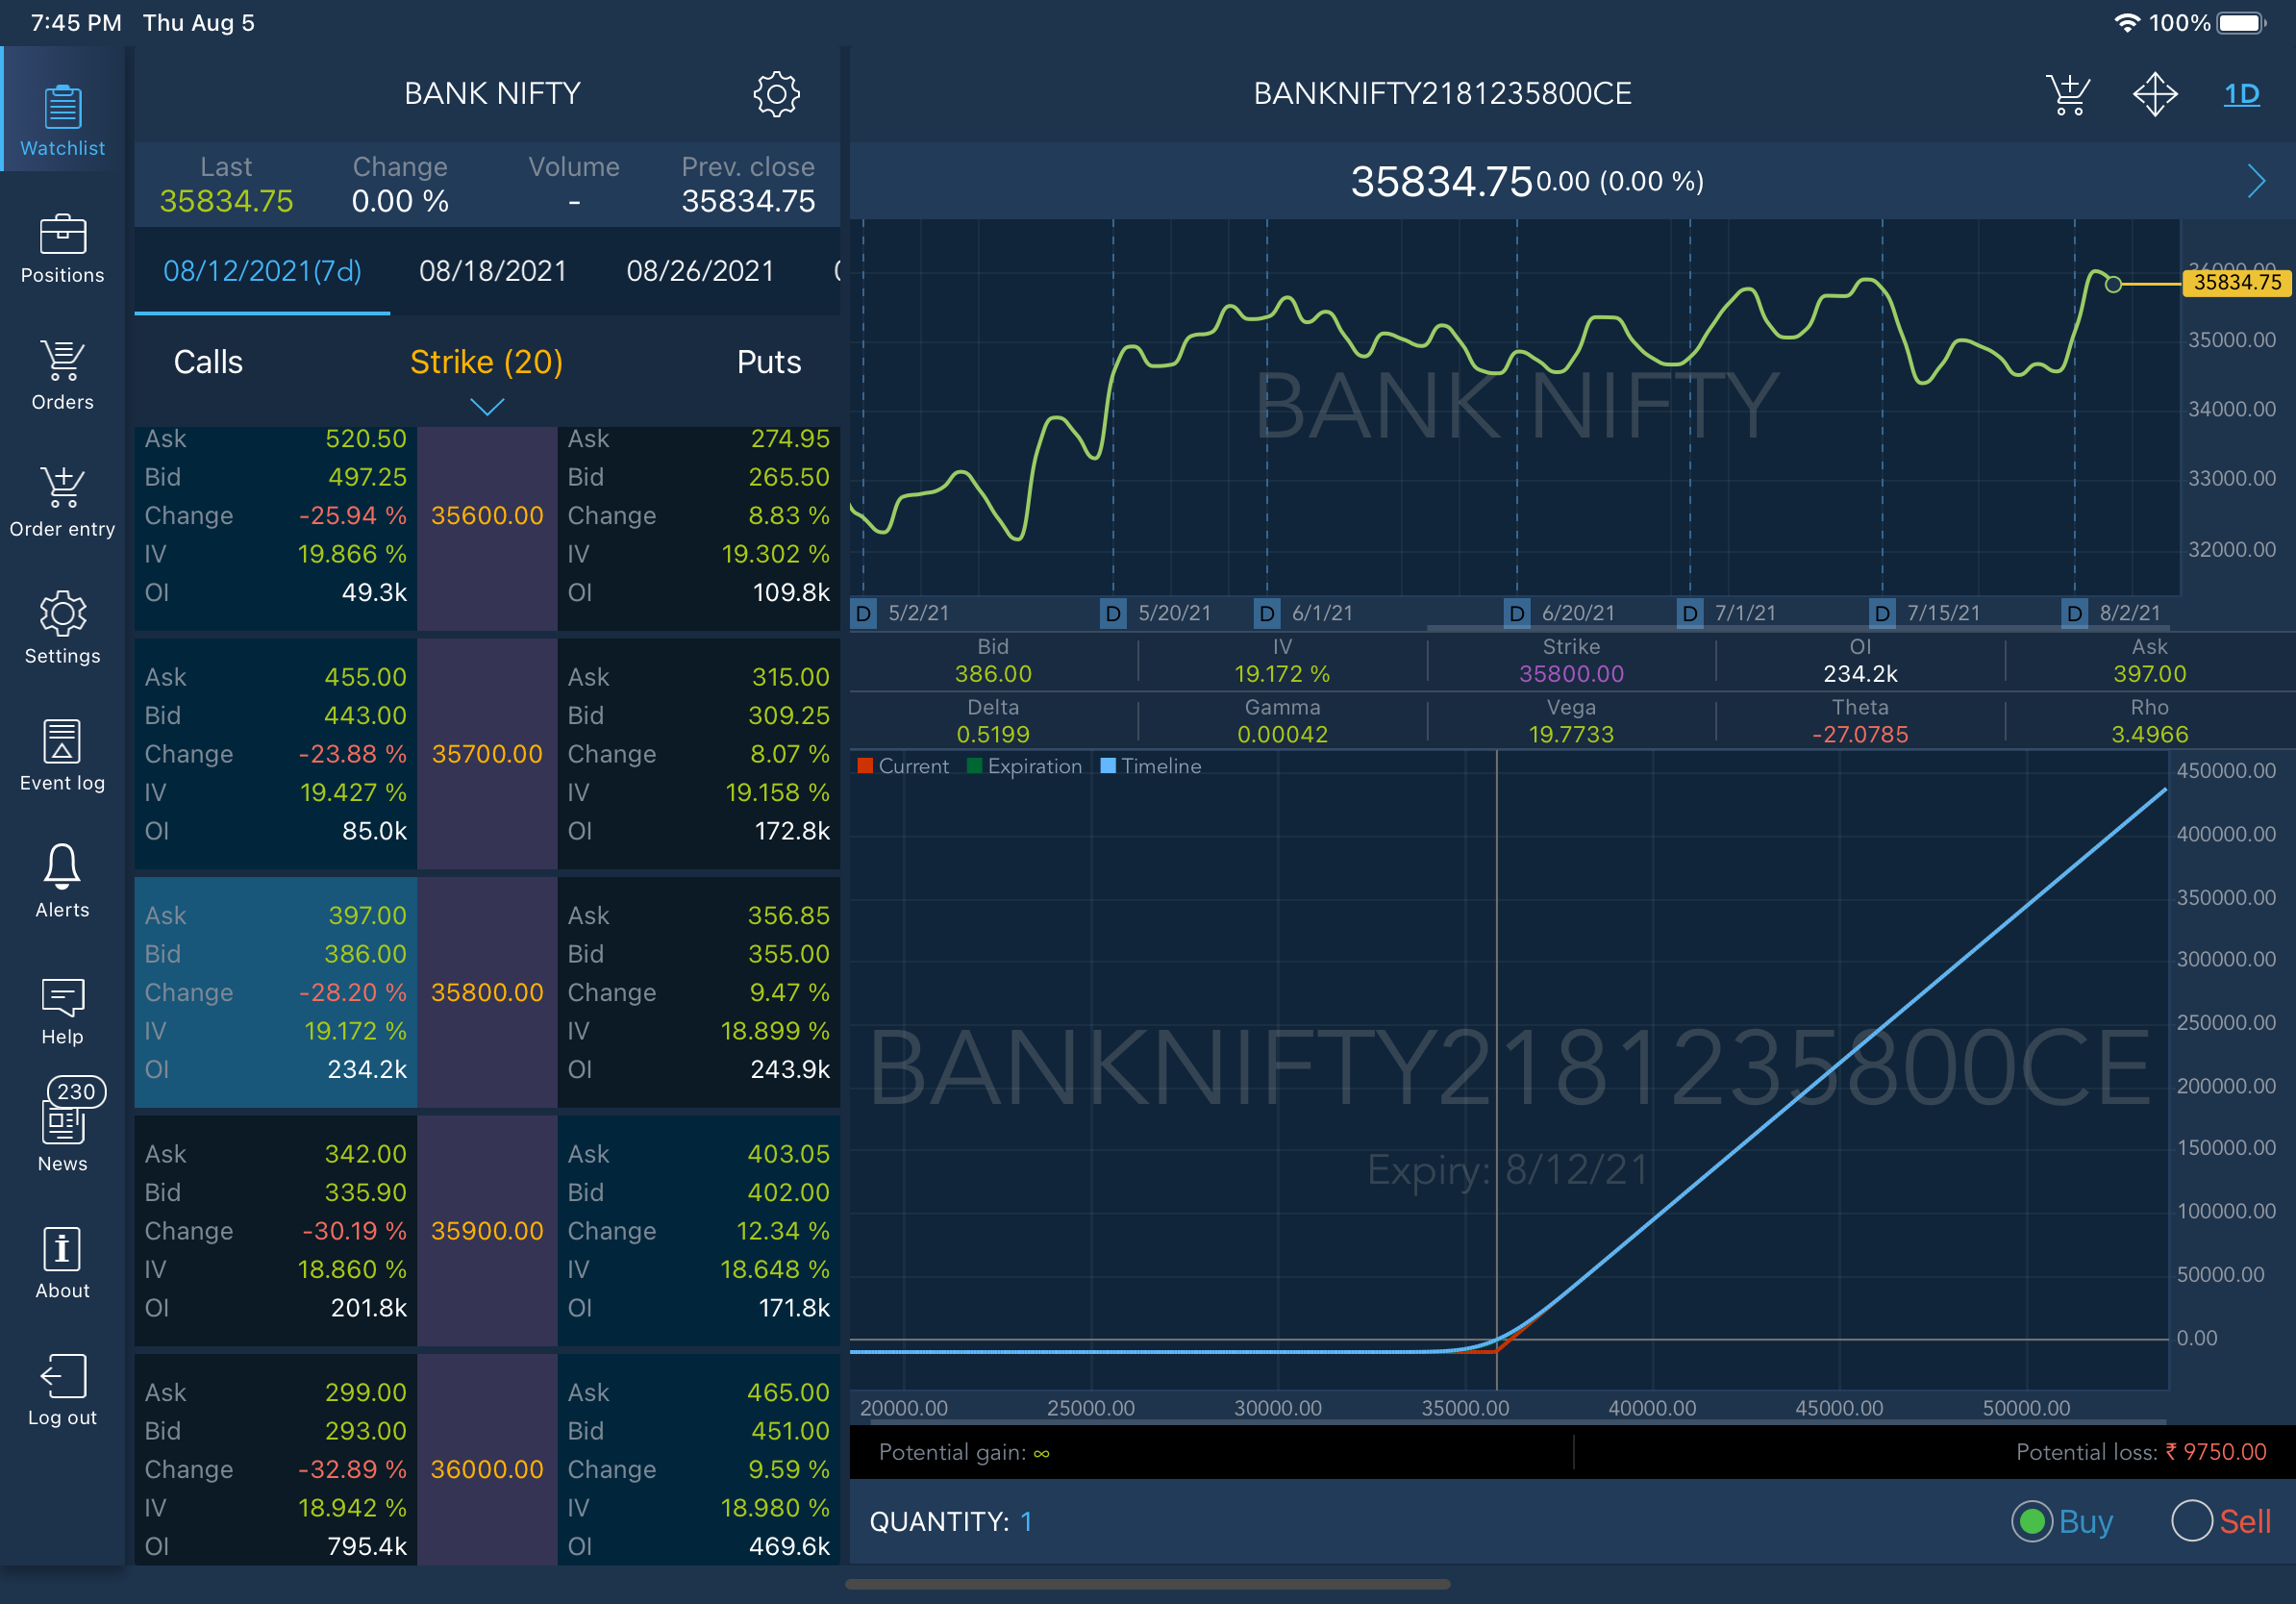 7:45 PM Thu Aug 5
100%
Watchlist
Positions
Orders
Order entry
Settings
Event log
Alerts
Help
230
News
About
Log out
BANK NIFTY
Last Change Volume Prev. close
35834.75 0.00 % - 35834.75
08/12/2021(7d) 08/18/2021 08/26/2021
Calls Strike (20) Puts
Ask 520.50 Ask 274.95
Bid 497.25 Bid 265.50
Change -25.94 % 35600.00 Change 8.83 %
IV 19.866 % IV 19.302 %
OI 49.3k OI 109.8k
Ask 455.00 Ask 315.00
Bid 443.00 Bid 309.25
Change -23.88 % 35700.00 Change 8.07 %
IV 19.427 % IV 19.158 %
OI 85.0k OI 172.8k
Ask 397.00 Ask 356.85
Bid 386.00 Bid 355.00
Change -28.20 % 35800.00 Change 9.47 %
IV 19.172 % IV 18.899 %
OI 234.2k OI 243.9k
Ask 342.00 Ask 403.05
Bid 335.90 Bid 402.00
Change -30.19 % 35900.00 Change 12.34 %
IV 18.860 % IV 18.648 %
OI 201.8k OI 171.8k
Ask 299.00 Ask 465.00
Bid 293.00 Bid 451.00
Change -32.89 % 36000.00 Change 9.59 %
IV 18.942 % IV 18.980 %
OI 795.4k OI 469.6k
BANKNIFTY2181235800CE
1D
35834.75 0.00 (0.00 %)
35834.75
35000.00
34000.00
33000.00
32000.00
BANK NIFTY
D 5/2/21 D 5/20/21 D 6/1/21 D 6/20/21 D 7/1/21 D 7/15/21 D 8/2/21
Bid IV Strike OI Ask
386.00 19.172 % 35800.00 234.2k 397.00
Delta Gamma Vega Theta Rho
0.5199 0.00042 19.7733 -27.0785 3.4966
Current Expiration Timeline
450000.00
400000.00
350000.00
300000.00
250000.00
200000.00
150000.00
100000.00
50000.00
0.00
BANKNIFTY2181235800CE
Expiry: 8/12/21
20000.00 25000.00 30000.00 35000.00 40000.00 45000.00 50000.00
Potential gain: ∞ Potential loss: ₹ 9750.00
QUANTITY: 1 Buy Sell